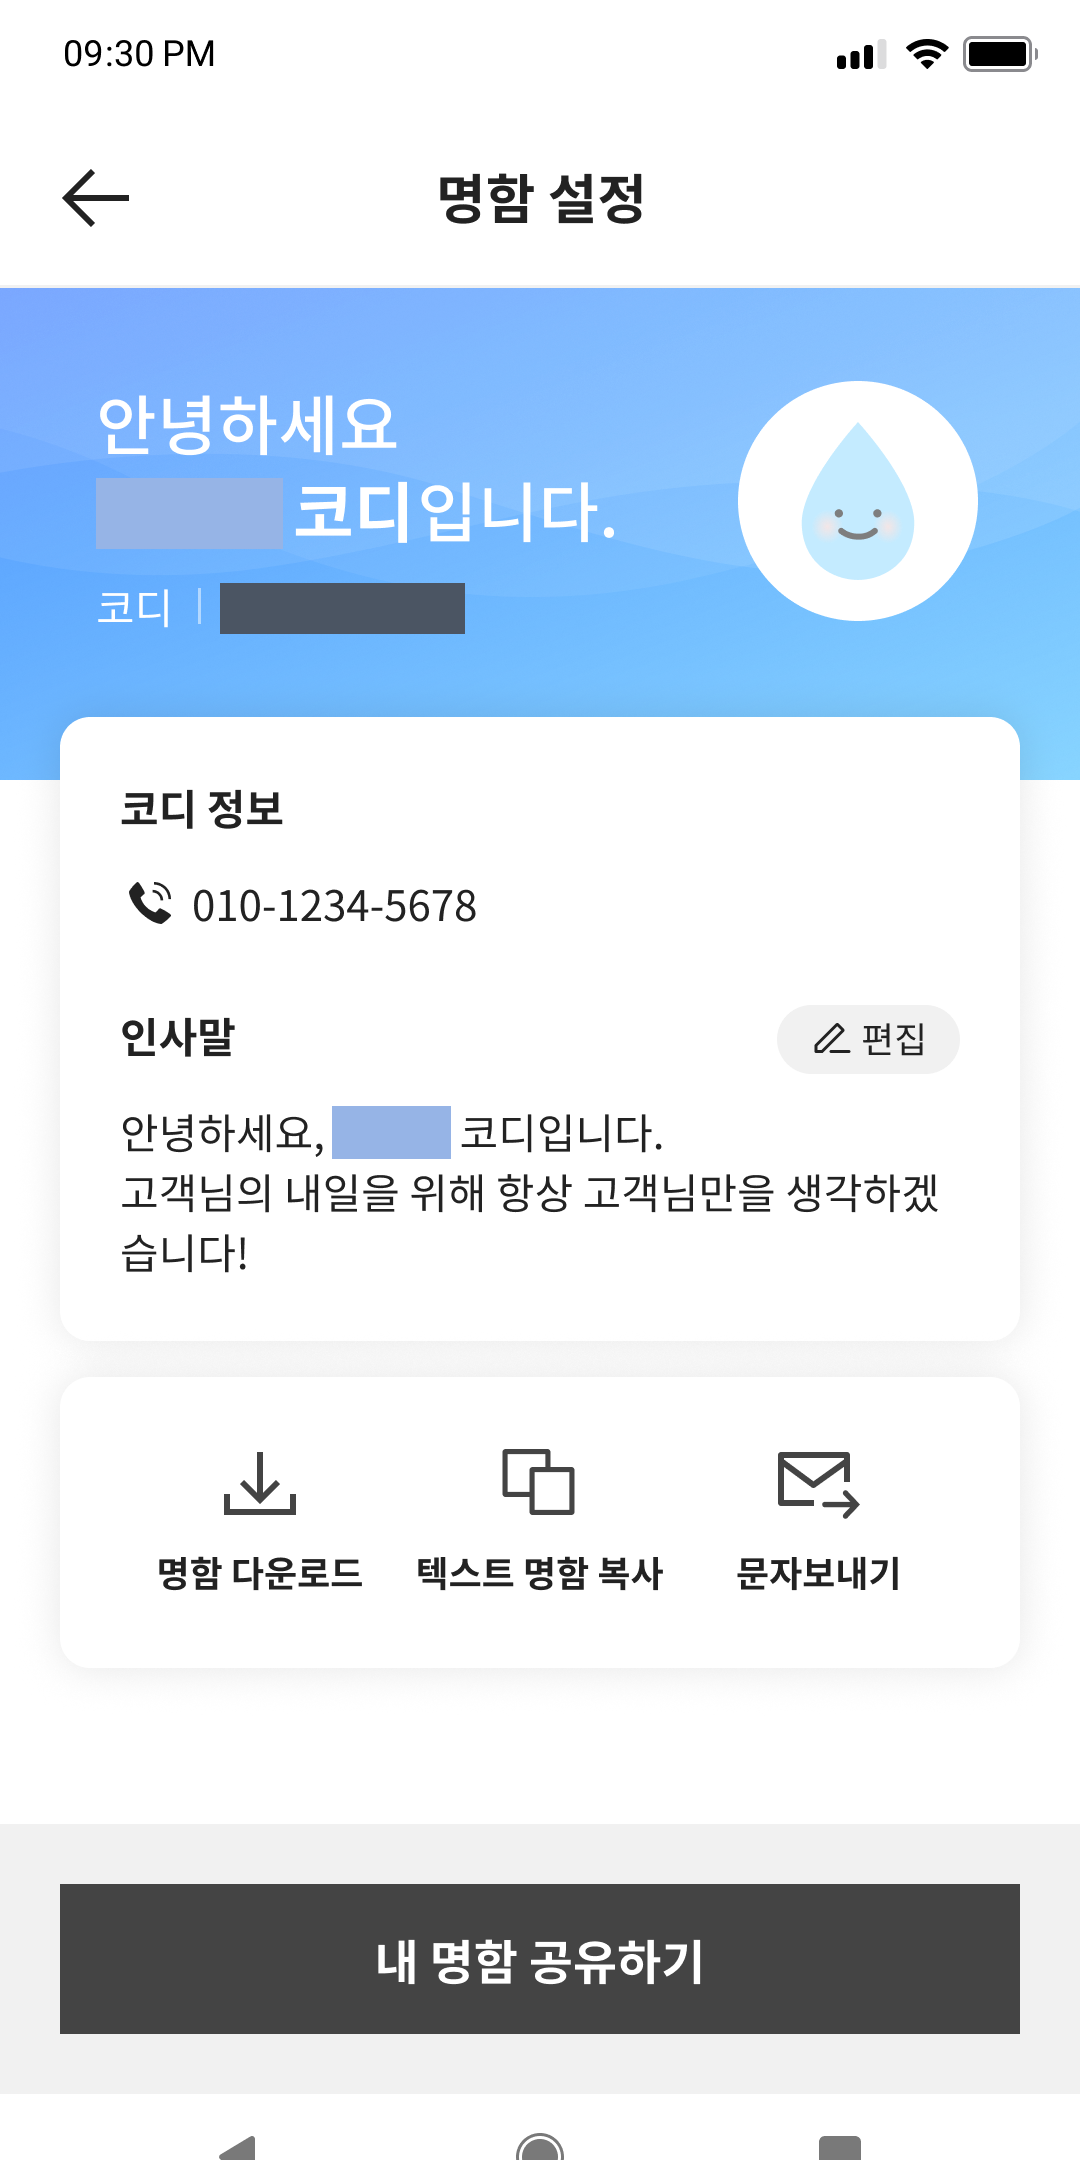 09:30 PM
명함 설정
안녕하세요
코디입니다.
코디
코디 정보
010-1234-5678
인사말
편집
안녕하세요, 코디입니다.
고객님의 내일을 위해 항상 고객님만을 생각하겠
습니다!
명함 다운로드
텍스트 명함 복사
문자보내기
내 명함 공유하기